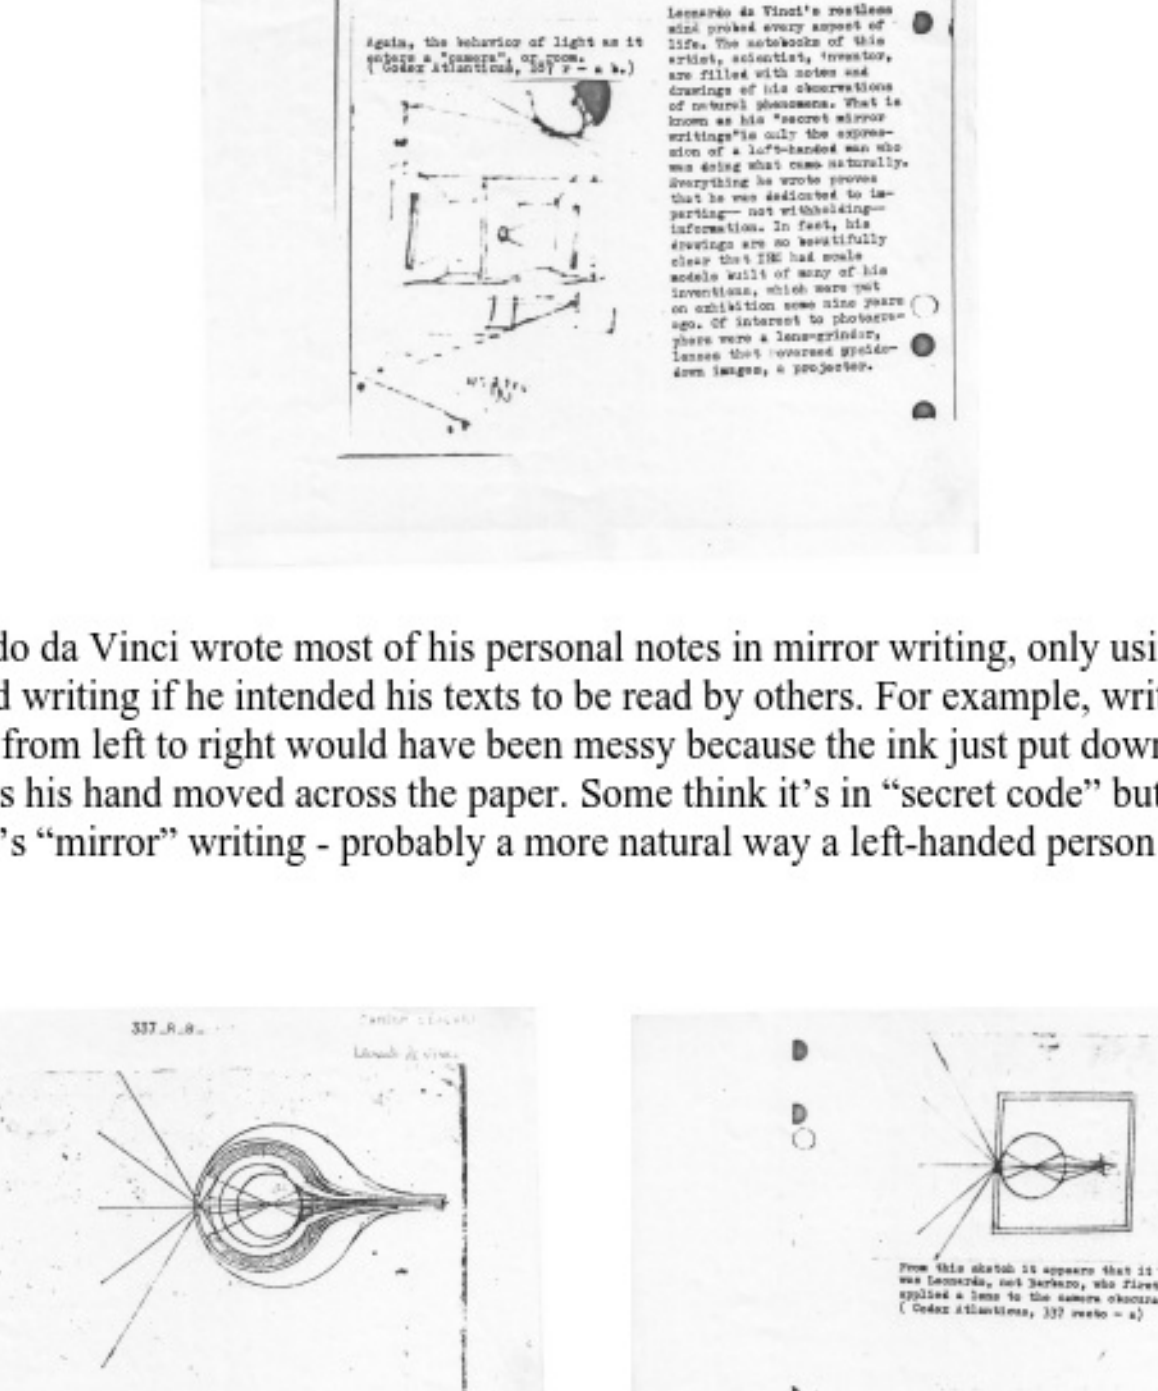 Again, the behavior of light as it
enters a "camera", or room.
( Codex Atlanticus, 337 r - a b.)
Leonardo da Vinci's restless
mind probed every aspect of
life. The notebooks of this
artist, scientist, inventor,
are filled with notes and
drawings of his observations
of natural phenomena. What is
known as his "secret mirror
writings"is only the expres-
sion of a left-handed man who
was doing what came naturally.
Everything he wrote proves
that he was dedicated to im-
parting-- not withholding--
information. In fact, his
drawings are so beautifully
clear that IBM had scale
models built of many of his
inventions, which were put
on exhibition some nine years
ago. Of interest to photogra-
phers were a lens-grinder,
lenses that reversed upside-
down images, a projector.
do da Vinci wrote most of his personal notes in mirror writing, only usi
d writing if he intended his texts to be read by others. For example, writ
from left to right would have been messy because the ink just put down
s his hand moved across the paper. Some think it's in “secret code” but
's “mirror” writing - probably a more natural way a left-handed person
337_R_a_
From this sketch it appears that it
was Leonardo, not Barbaro, who first
applied a lens to the camera obscura
( Codex Atlanticus, 337 recto - a)